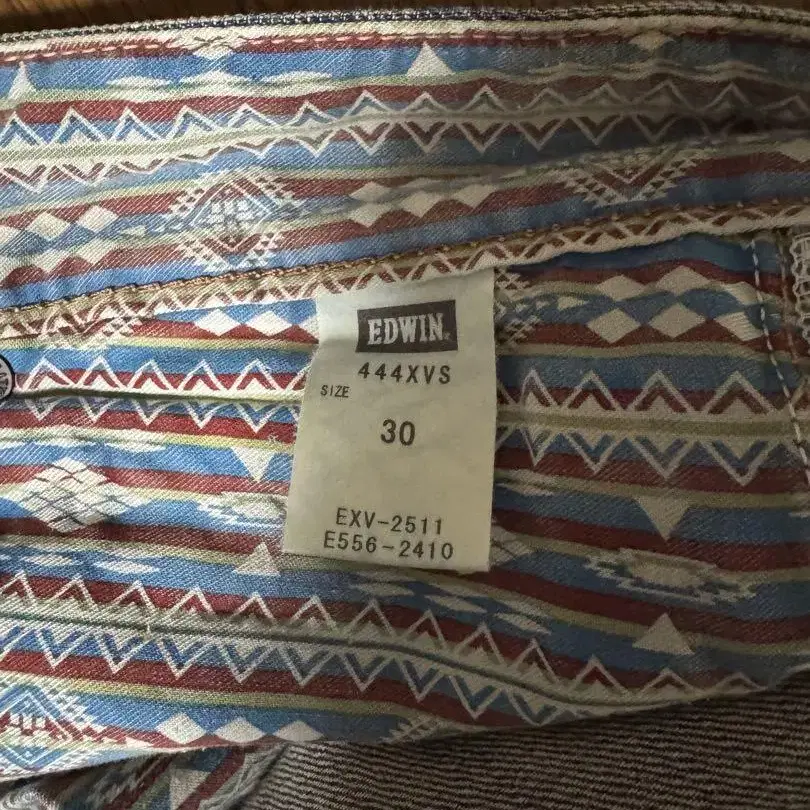 EDWIN.
444XVS
SIZE
30
EXV-2511
E556-2410